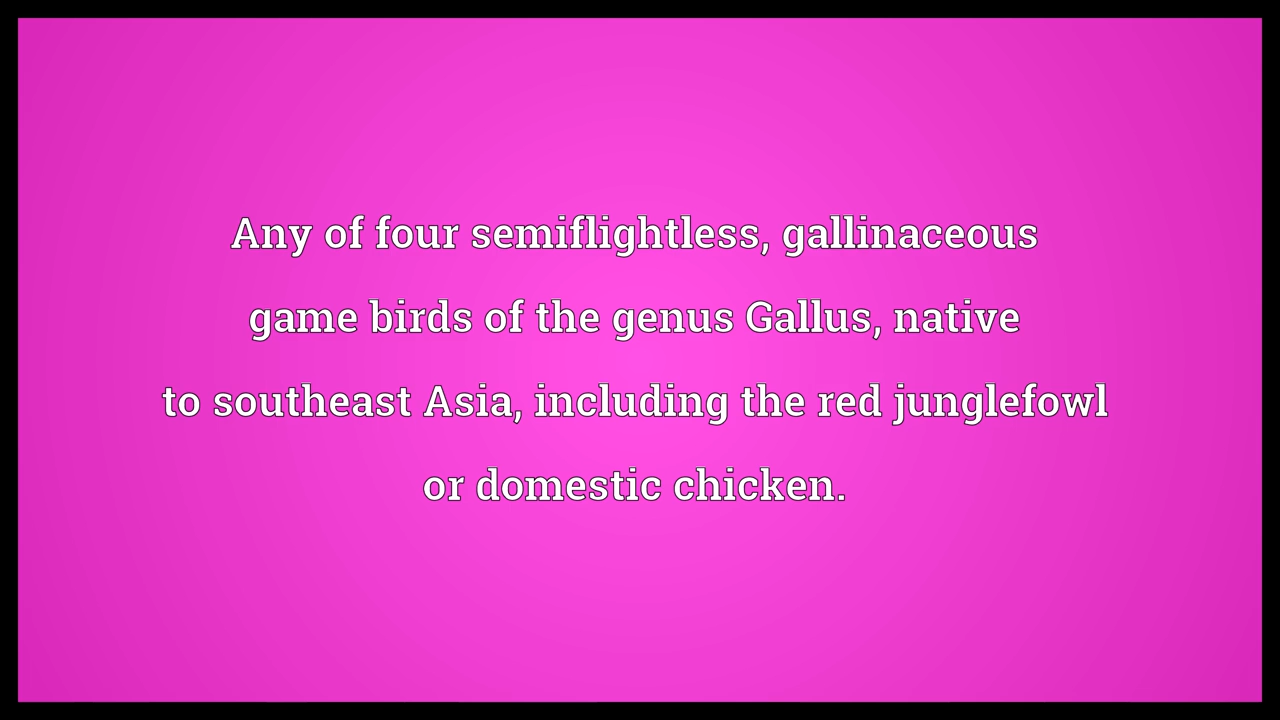 Any of four semiflightless, gallinaceous
game birds of the genus Gallus, native
to southeast Asia, including the red junglefowl
or domestic chicken.